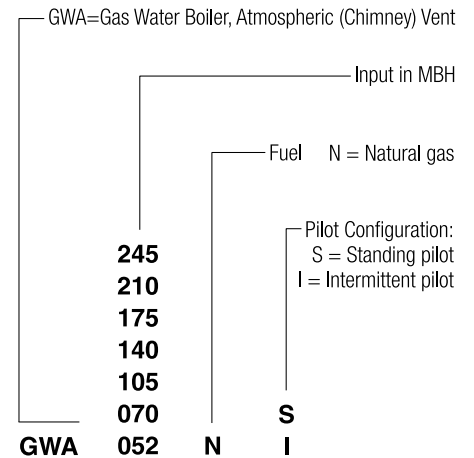 GWA=Gas Water Boiler, Atmospheric (Chimney) Vent
Input in MBH
Fuel N = Natural gas
Pilot Configuration:
S = Standing pilot
I = Intermittent pilot
245
210
175
140
105
070 S
GWA 052 N I